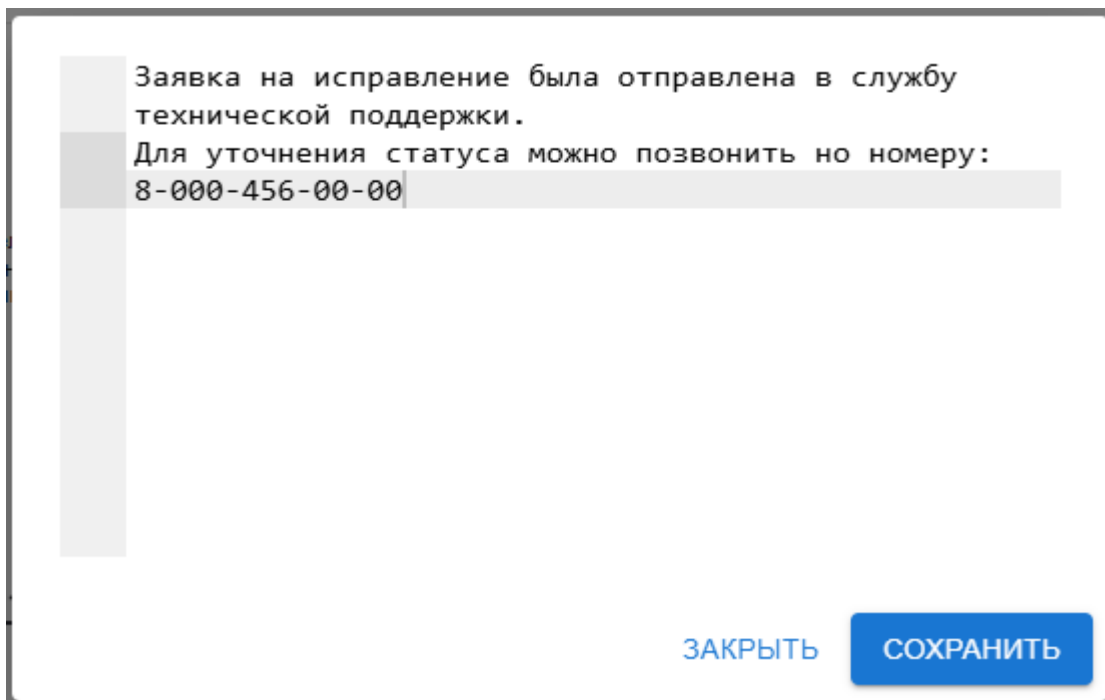 Заявка на исправление была отправлена в службу
технической поддержки.
Для уточнения статуса можно позвонить но номеру:
8-000-456-00-00
ЗАКРЫТЬ СОХРАНИТЬ